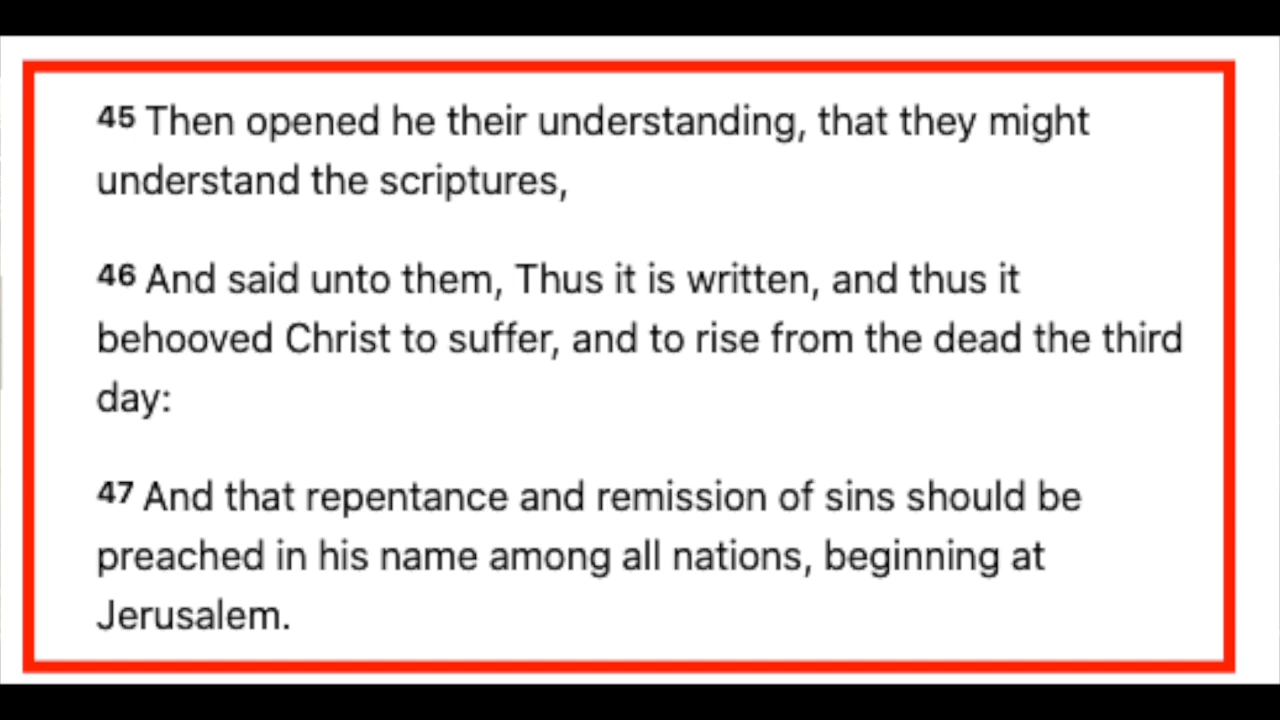 45 Then opened he their understanding, that they might
understand the scriptures,
46 And said unto them, Thus it is written, and thus it
behooved Christ to suffer, and to rise from the dead the third
day:
47 And that repentance and remission of sins should be
preached in his name among all nations, beginning at
Jerusalem.